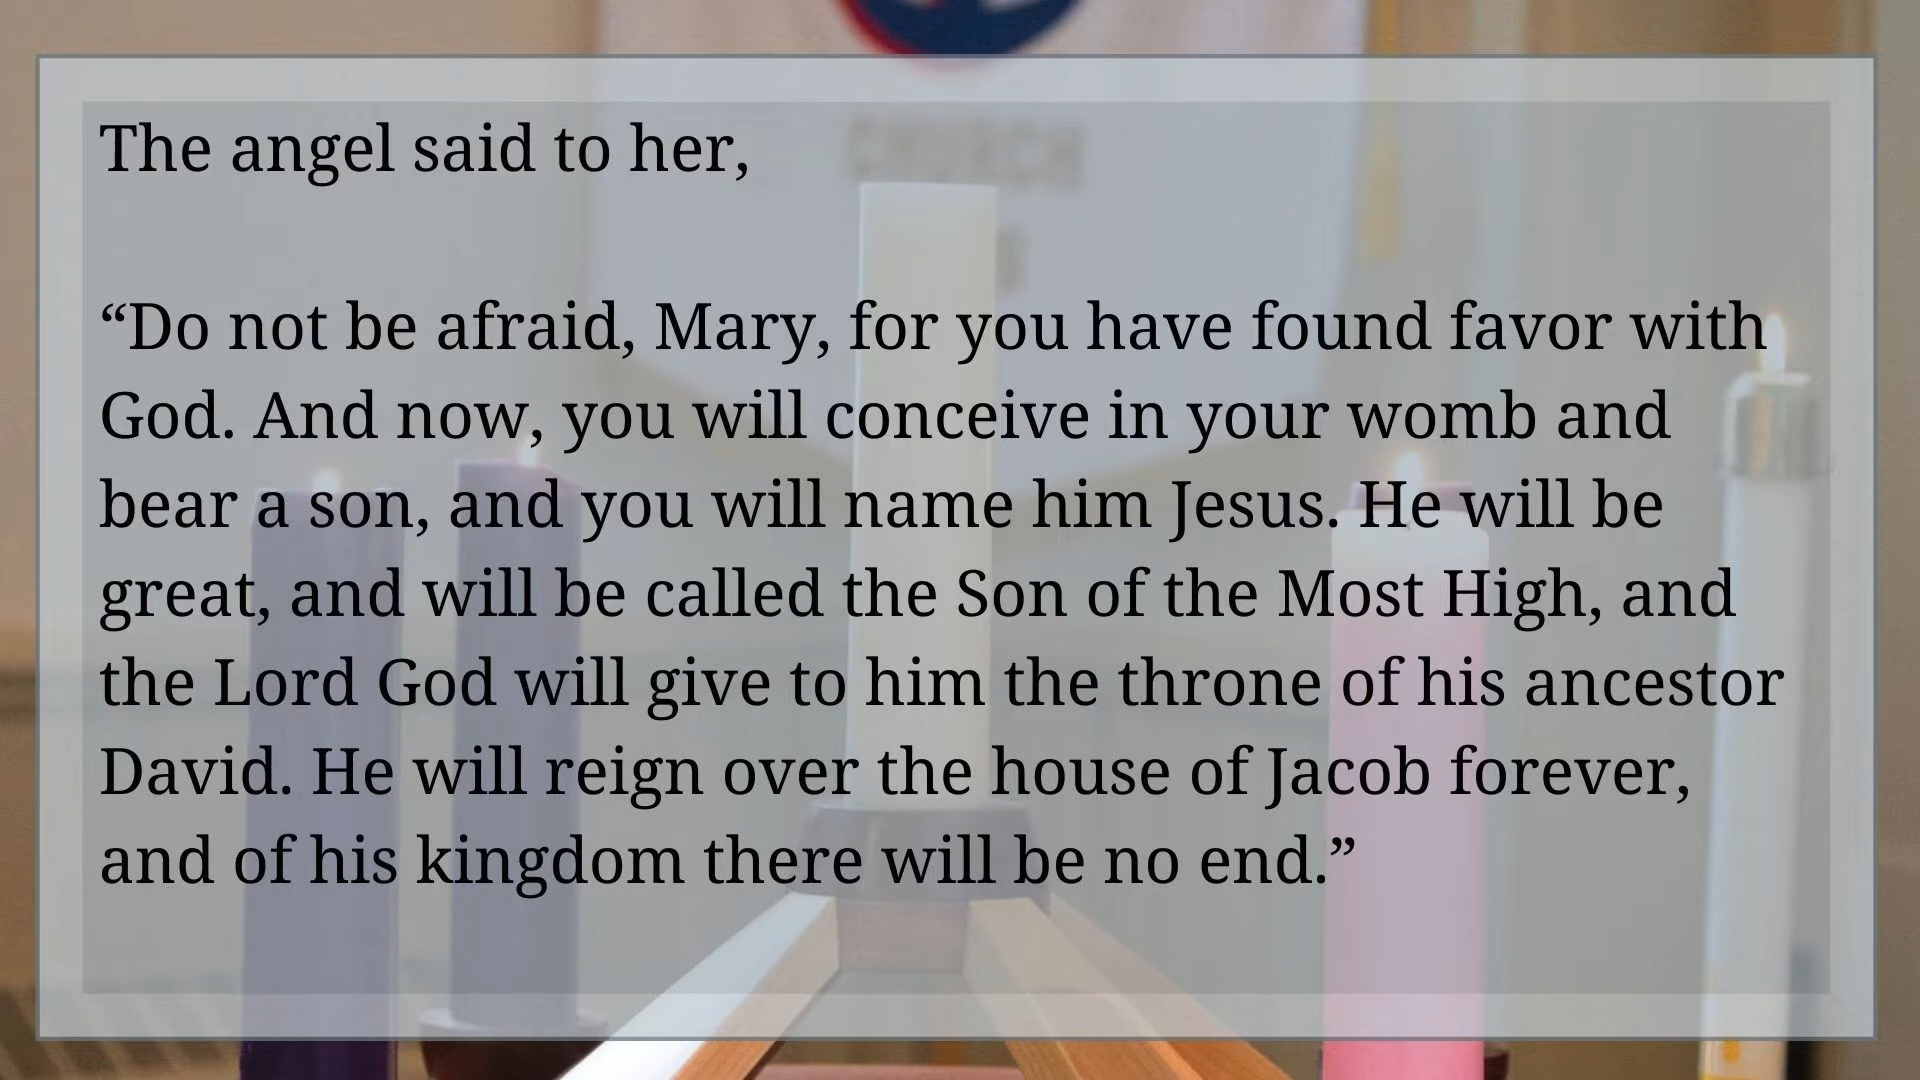 CHURCH
The angel said to her,
“Do not be afraid, Mary, for you have found favor with
God. And now, you will conceive in your womb and
bear a son, and you will name him Jesus. He will be
great, and will be called the Son of the Most High, and
the Lord God will give to him the throne of his ancestor
David. He will reign over the house of Jacob forever,
and of his kingdom there will be no end.”